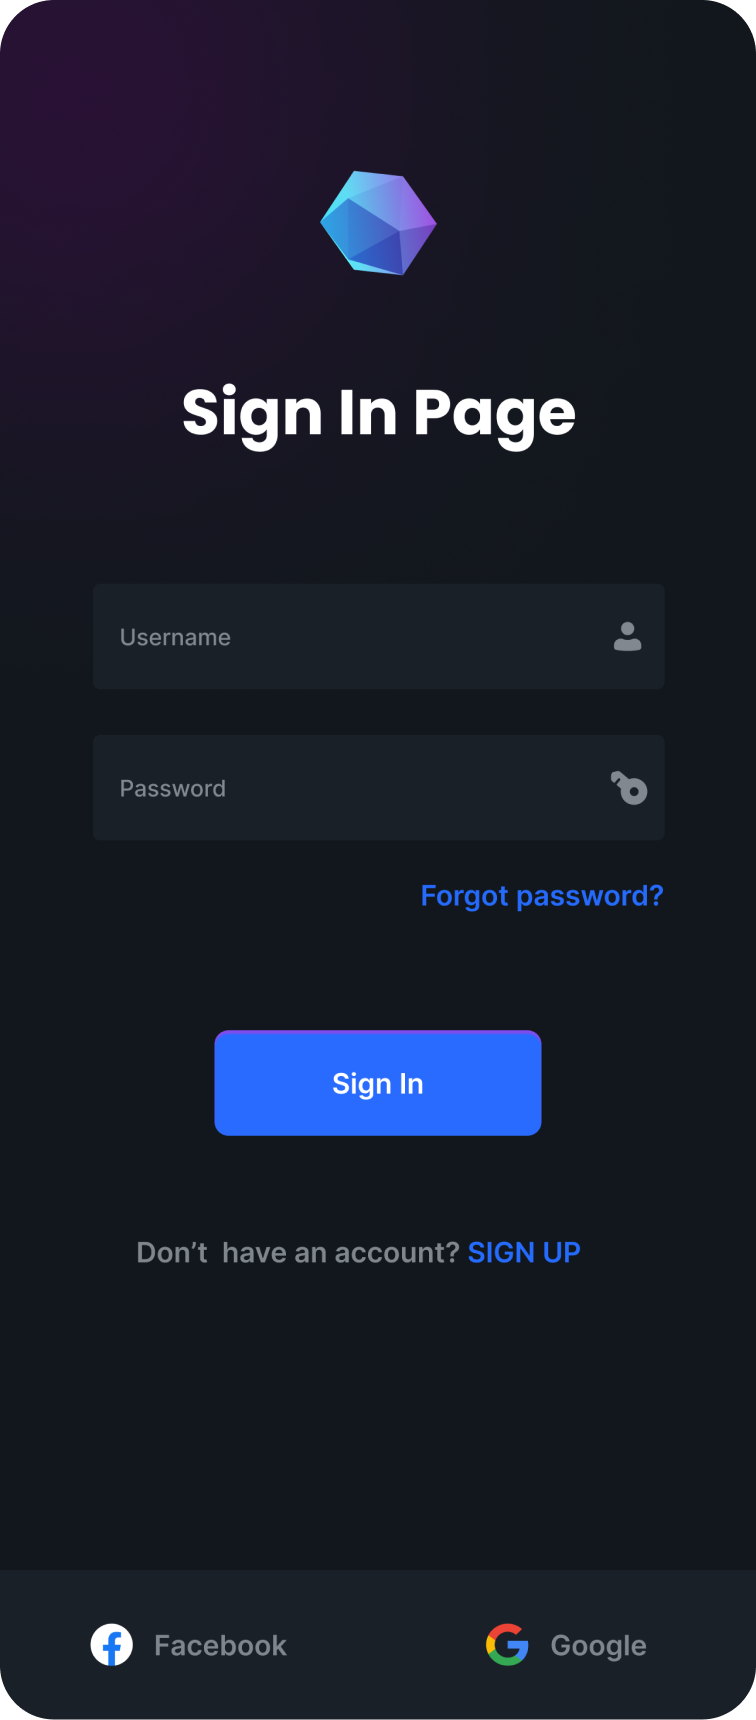 Sign In Page
Username
Password
Forgot password?
Sign In
Don’t  have an account? SIGN UP
Facebook
Google